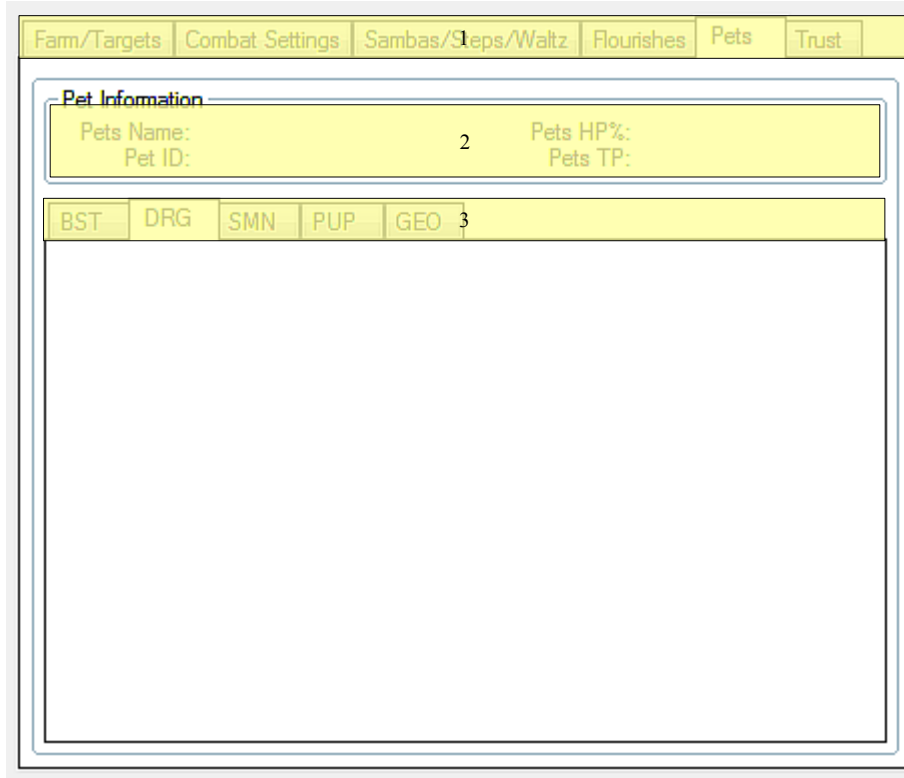 Farm/Targets Combat Settings Sambas/Steps/Waltz Flourishes Pets Trust
1
Pet Information
Pets Name: Pets HP%:
2
Pet ID: Pets TP:
BST DRG SMN PUP GEO 3